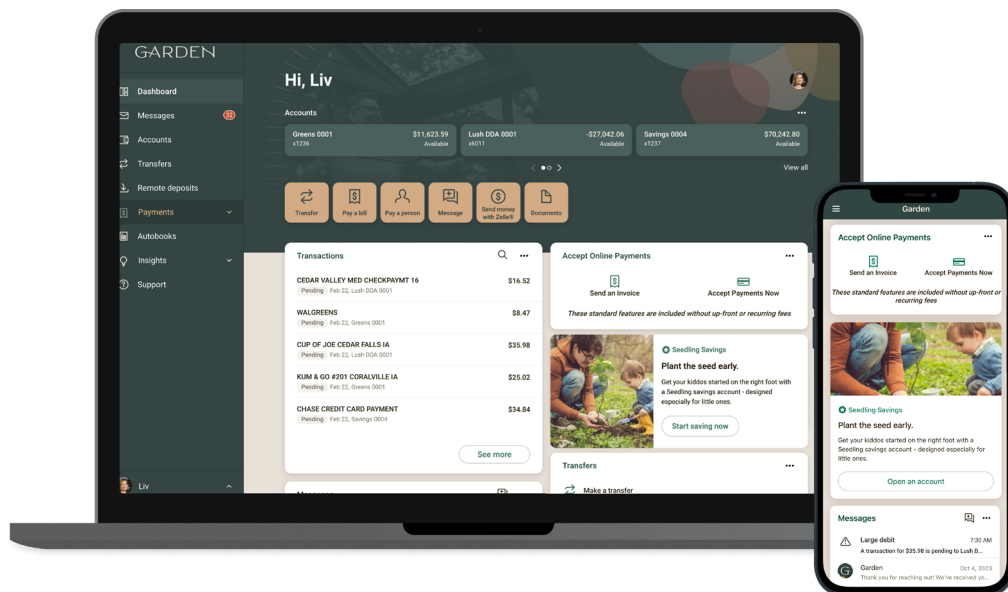 GARDEN
Dashboard
Messages
32
Accounts
Transfers
Remote deposits
Payments
Autobooks
Insights
Support
Liv
Hi, Liv
Accounts
Greens 0001
$11,623.59
x1236
Available
Lush DDA 0001
-$27,042.06
x6011
Available
Savings 0004
$70,242.80
x1237
Available
View all
Transfer
Pay a bill
Pay a person
Message
Send money
with Zelle®
Documents
Transactions
CEDAR VALLEY MED CHECKPAYMT 16
$16.52
Pending Feb 22, Lush DDA 0001
WALGREENS
$8.47
Pending Feb 22, Greens 0001
CUP OF JOE CEDAR FALLS IA
$35.98
Pending Feb 22, Lush DDA 0001
KUM & GO #201 CORALVILLE IA
$25.02
Pending Feb 22, Greens 0001
CHASE CREDIT CARD PAYMENT
$34.84
Pending Feb 22, Savings 0004
See more
Accept Online Payments
Send an Invoice
Accept Payments Now
These standard features are included without up-front or recurring fees
Seedling Savings
Plant the seed early.
Get your kiddos started on the right foot with
a Seedling savings account - designed
especially for little ones.
Start saving now
Transfers
Make a transfer
Garden
Accept Online Payments
Send an Invoice
Accept Payments Now
These standard features are included without up-front or
recurring fees
Seedling Savings
Plant the seed early.
Get your kiddos started on the right foot with a
Seedling savings account - designed especially for
little ones.
Open an account
Messages
Large debit
7:30 AM
A transaction for $35.98 is pending to Lush D...
G
Garden
Oct 4, 2023
Thank you for reaching out! We've received yo...